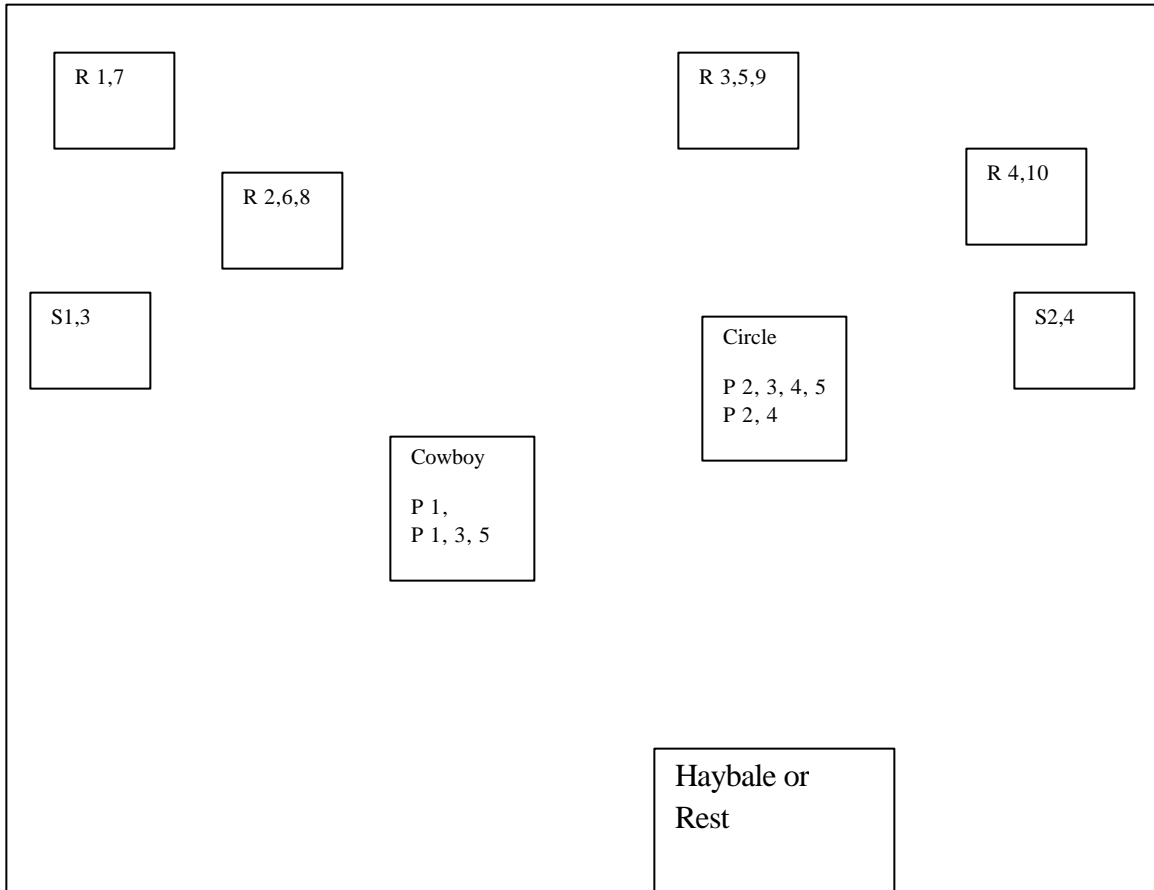 R 1,7
R 3,5,9
R 4,10
R 2,6,8
S1,3
S2,4
Circle
P 2, 3, 4, 5
P 2, 4
Cowboy
P 1,
P 1, 3, 5
Haybale or
Rest